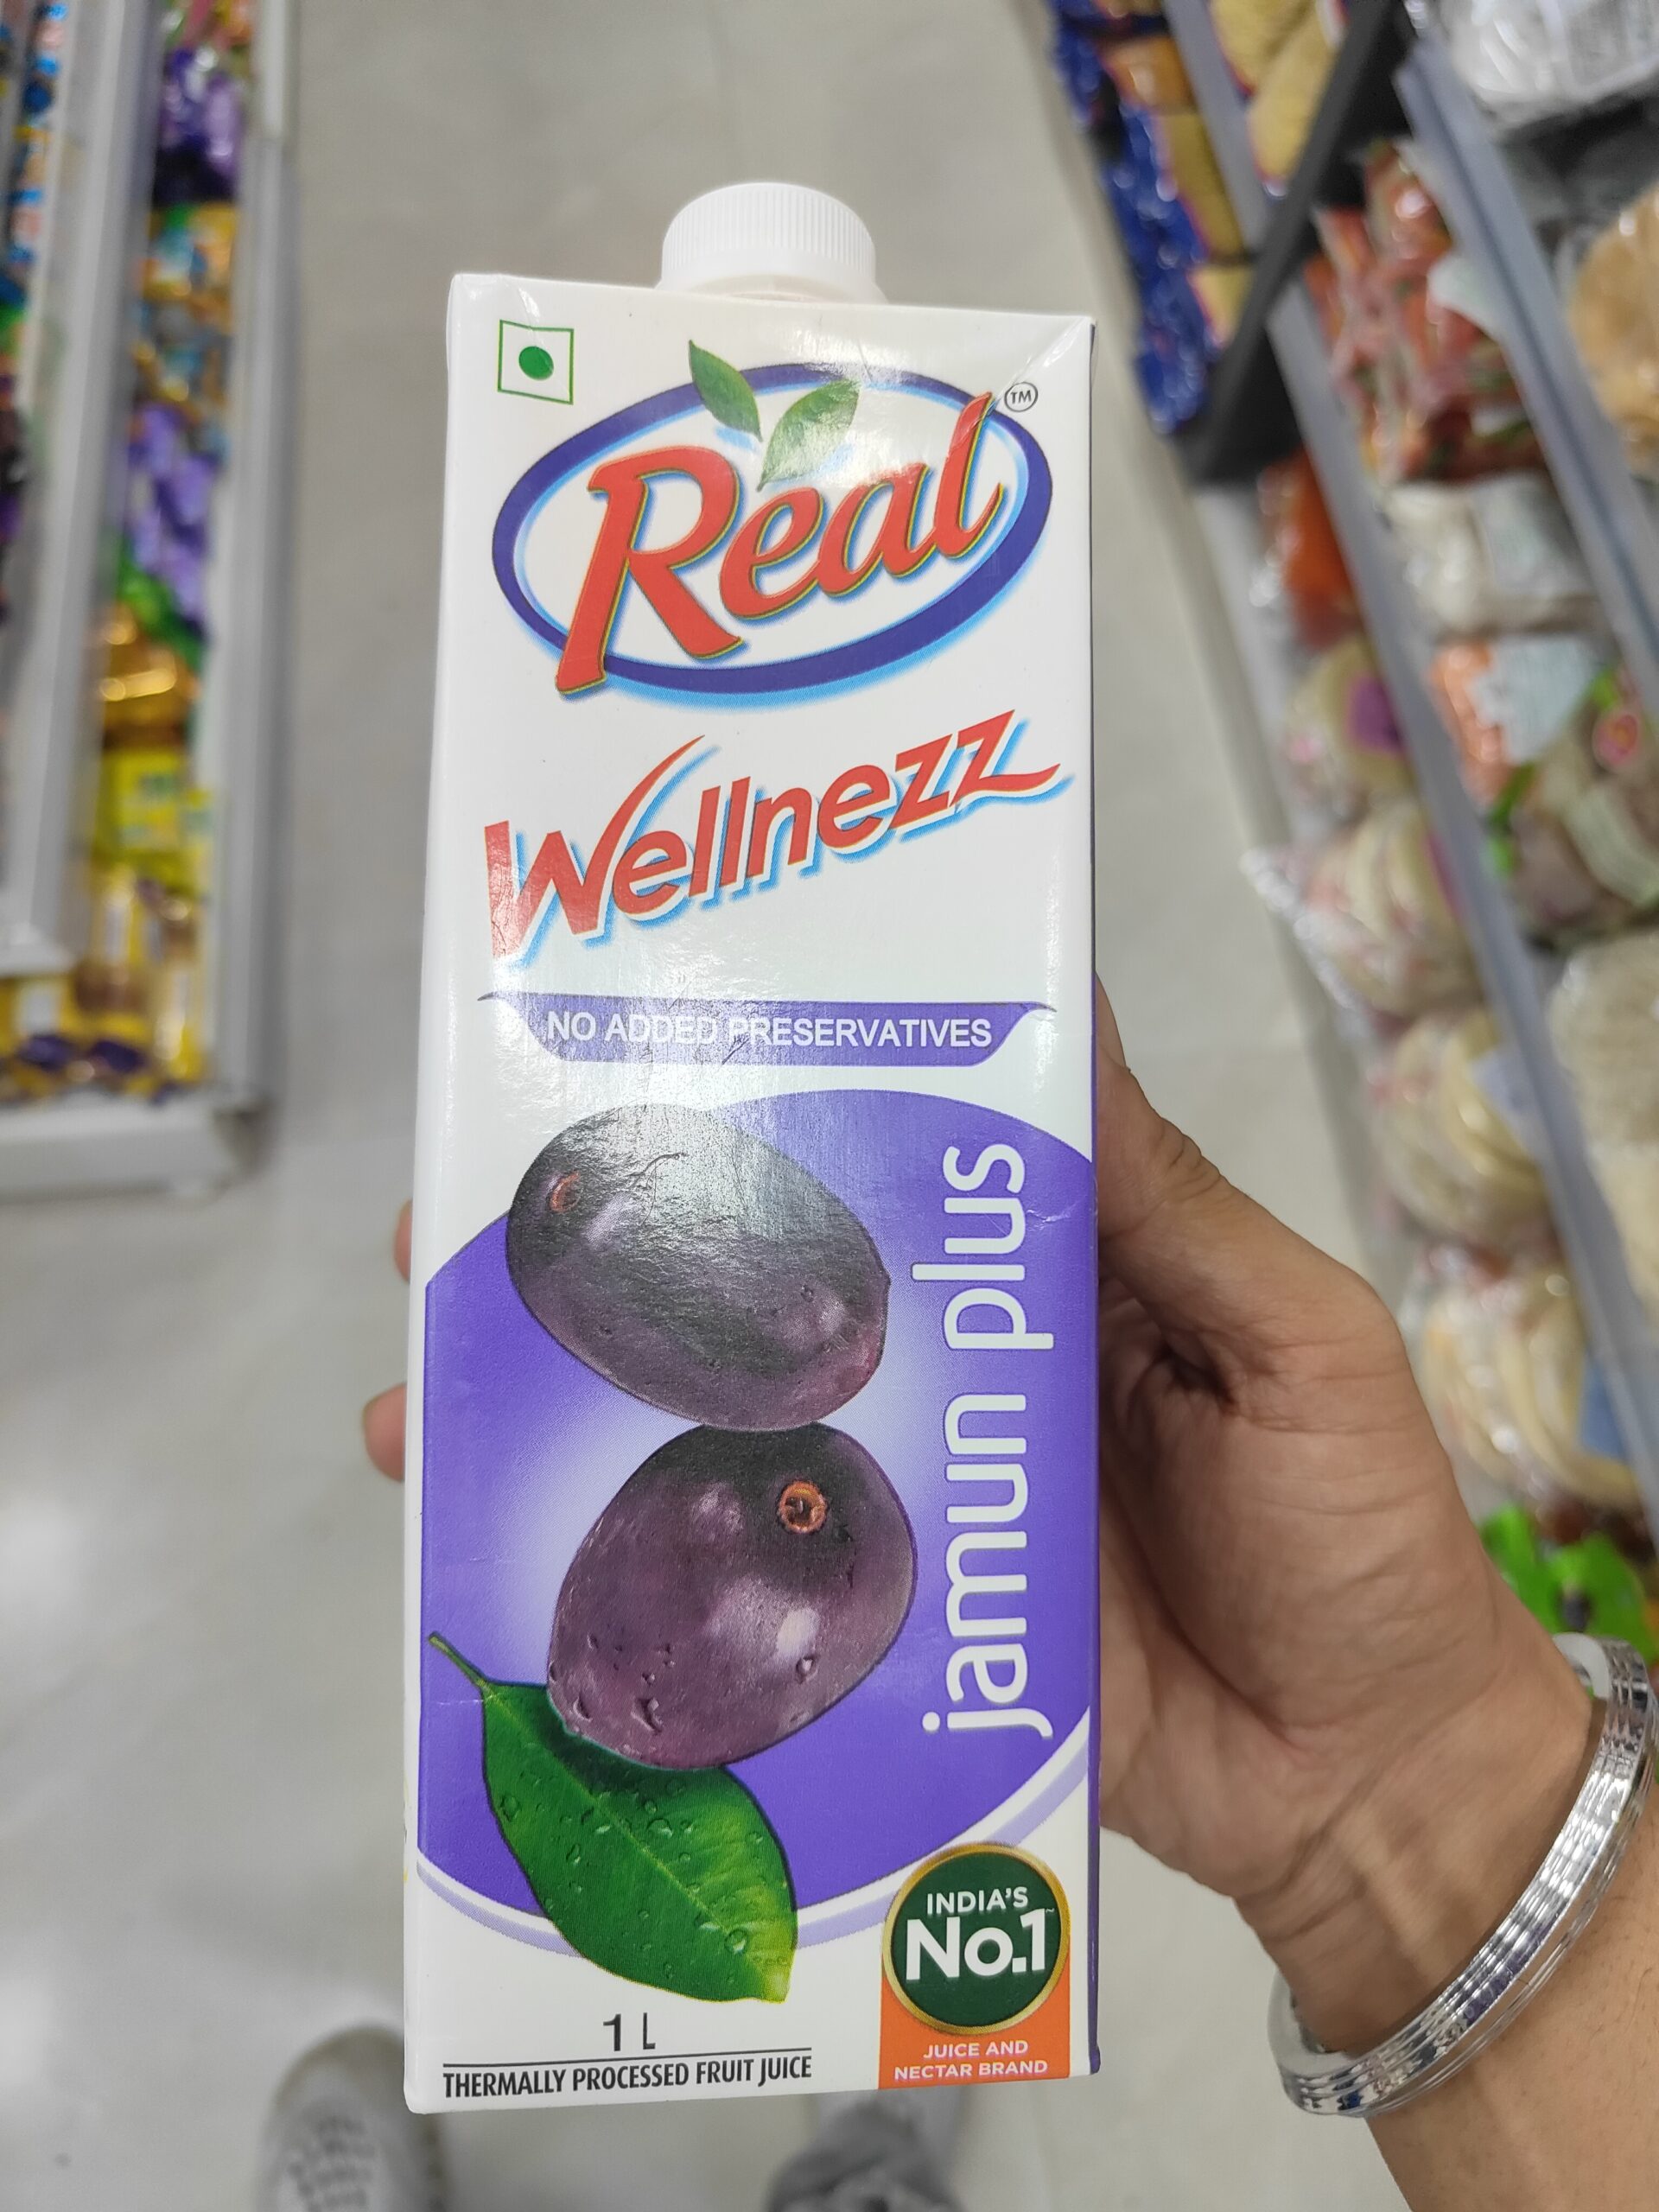 Real
TM
Wellnezz
NO ADDED PRESERVATIVES
jamun plus
INDIA'S
No.1
JUICE AND
NECTAR BRAND
1 L
THERMALLY PROCESSED FRUIT JUICE